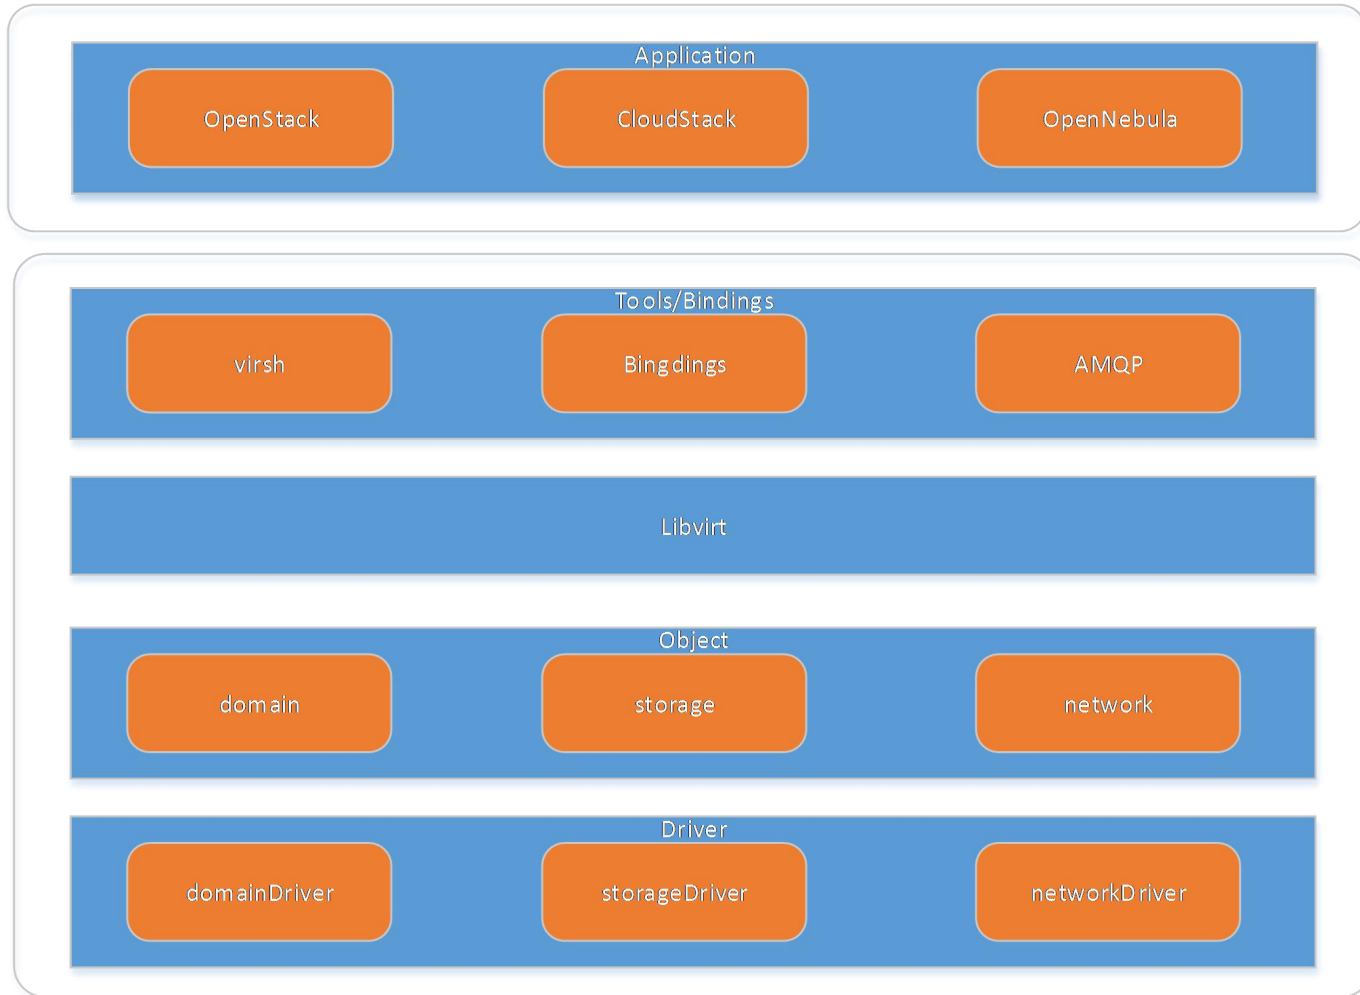 Application
OpenStack
CloudStack
OpenNebula
Tools/Bindings
virsh
Bingdings
AMQP
Libvirt
Object
domain
storage
network
Driver
domainDriver
storageDriver
networkDriver